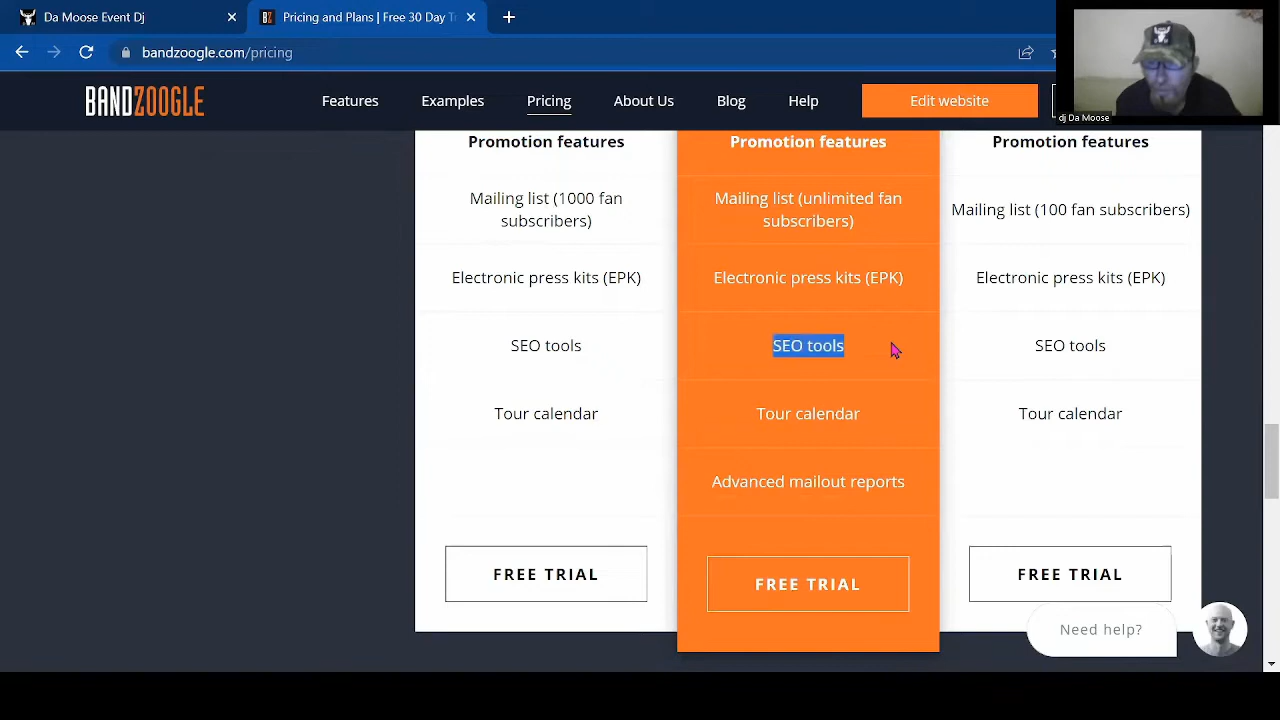 Da Moose Event Dj
Pricing and Plans | Free 30 Day T
bandzoogle.com/pricing
BANDZOOGLE
Features
Examples
Pricing
About Us
Blog
Help
Edit website
dj Da Moose
Promotion features
Promotion features
Promotion features
Mailing list (1000 fan
subscribers)
Mailing list (unlimited fan
subscribers)
Mailing list (100 fan subscribers)
Electronic press kits (EPK)
Electronic press kits (EPK)
Electronic press kits (EPK)
SEO tools
SEO tools
SEO tools
Tour calendar
Tour calendar
Tour calendar
Advanced mailout reports
FREE TRIAL
FREE TRIAL
FREE TRIAL
Need help?